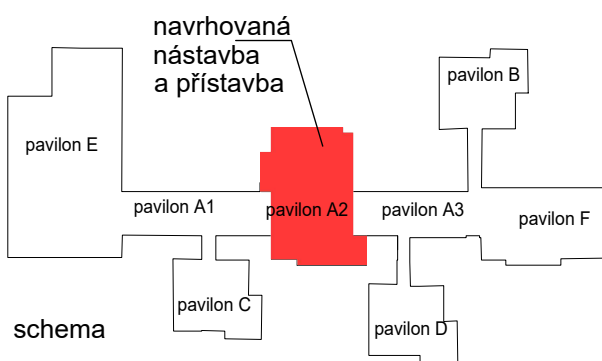 navrhovaná
nástavba
a přístavba
pavilon B
pavilon E
pavilon A1
pavilon A2
pavilon A3
pavilon F
pavilon C
pavilon D
schema